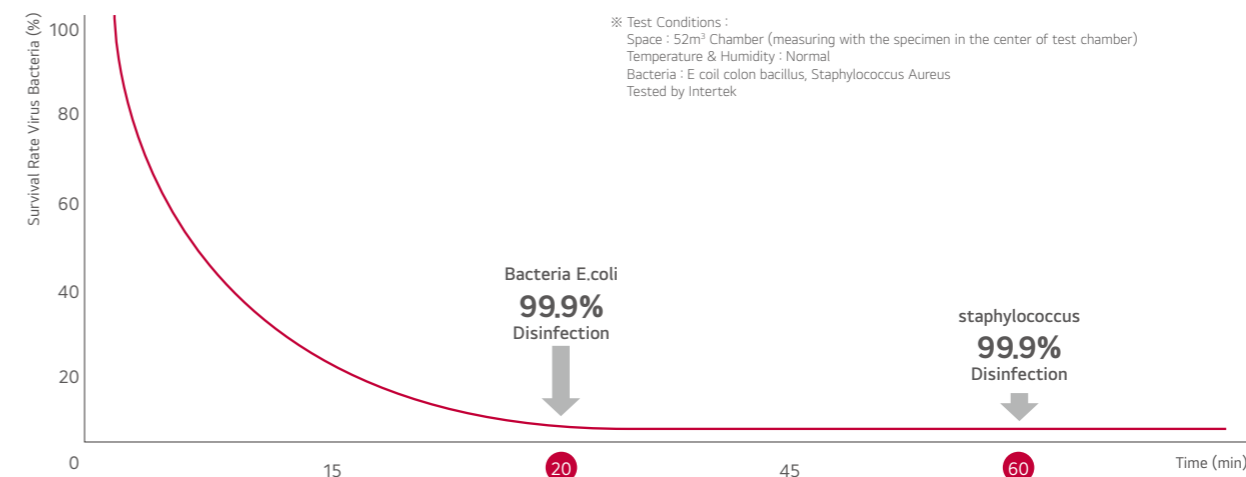 ※ Test Conditions :
Space : 52m³ Chamber (measuring with the specimen in the center of test chamber)
Temperature & Humidity : Normal
Bacteria : E coil colon bacillus, Staphylococcus Aureus
Tested by Intertek
Survival Rate Virus Bacteria (%)
100
80
60
40
20
0
Bacteria E.coli
99.9%
Disinfection
staphylococcus
99.9%
Disinfection
15
20
45
60
Time (min)